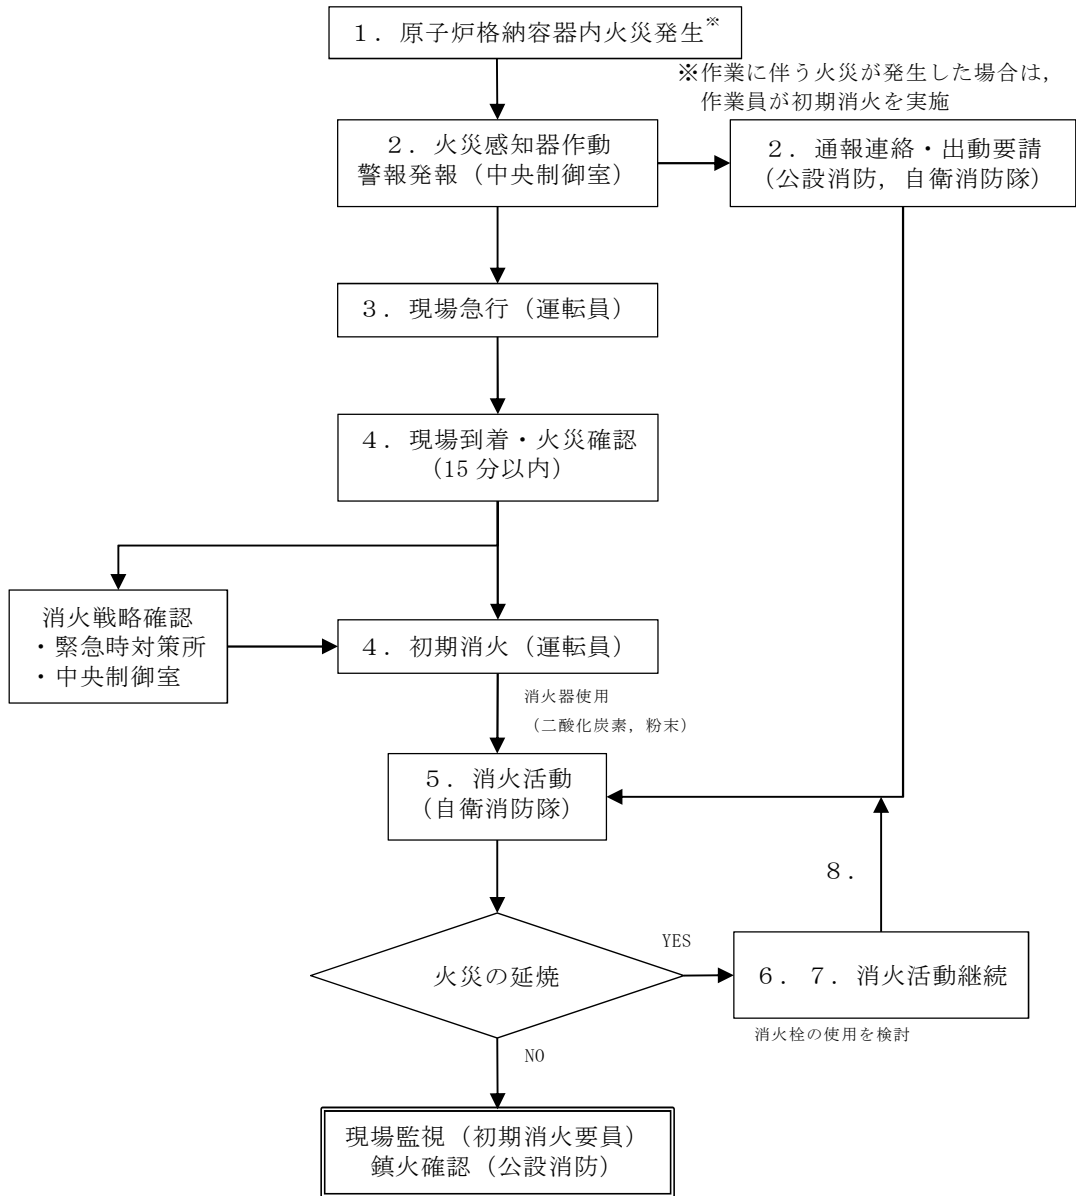 １．原子炉格納容器内火災発生※
※作業に伴う火災が発生した場合は，
作業員が初期消火を実施
２．火災感知器作動
警報発報（中央制御室）
２．通報連絡・出動要請
（公設消防，自衛消防隊）
３．現場急行（運転員）
４．現場到着・火災確認
（15 分以内）
消火戦略確認
・緊急時対策所
・中央制御室
４．初期消火（運転員）
消火器使用
（二酸化炭素，粉末）
５．消火活動
（自衛消防隊）
８．
火災の延焼
YES
６．７．消火活動継続
消火栓の使用を検討
NO
現場監視（初期消火要員）
鎮火確認（公設消防）